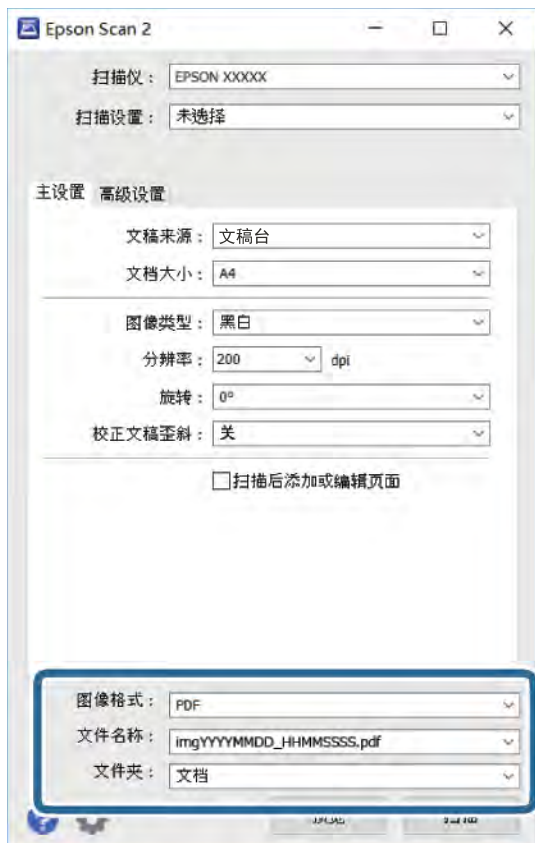 Epson Scan 2
扫描仪： EPSON XXXXX
扫描设置： 未选择
主设置 高级设置
文稿来源： 文稿台
文档大小： A4
图像类型： 黑白
分辨率： 200 dpi
旋转： 0°
校正文稿歪斜： 关
扫描后添加或编辑页面
图像格式： PDF
文件名称： imgYYYYMMDD_HHMMSSSS.pdf
文件夹： 文档